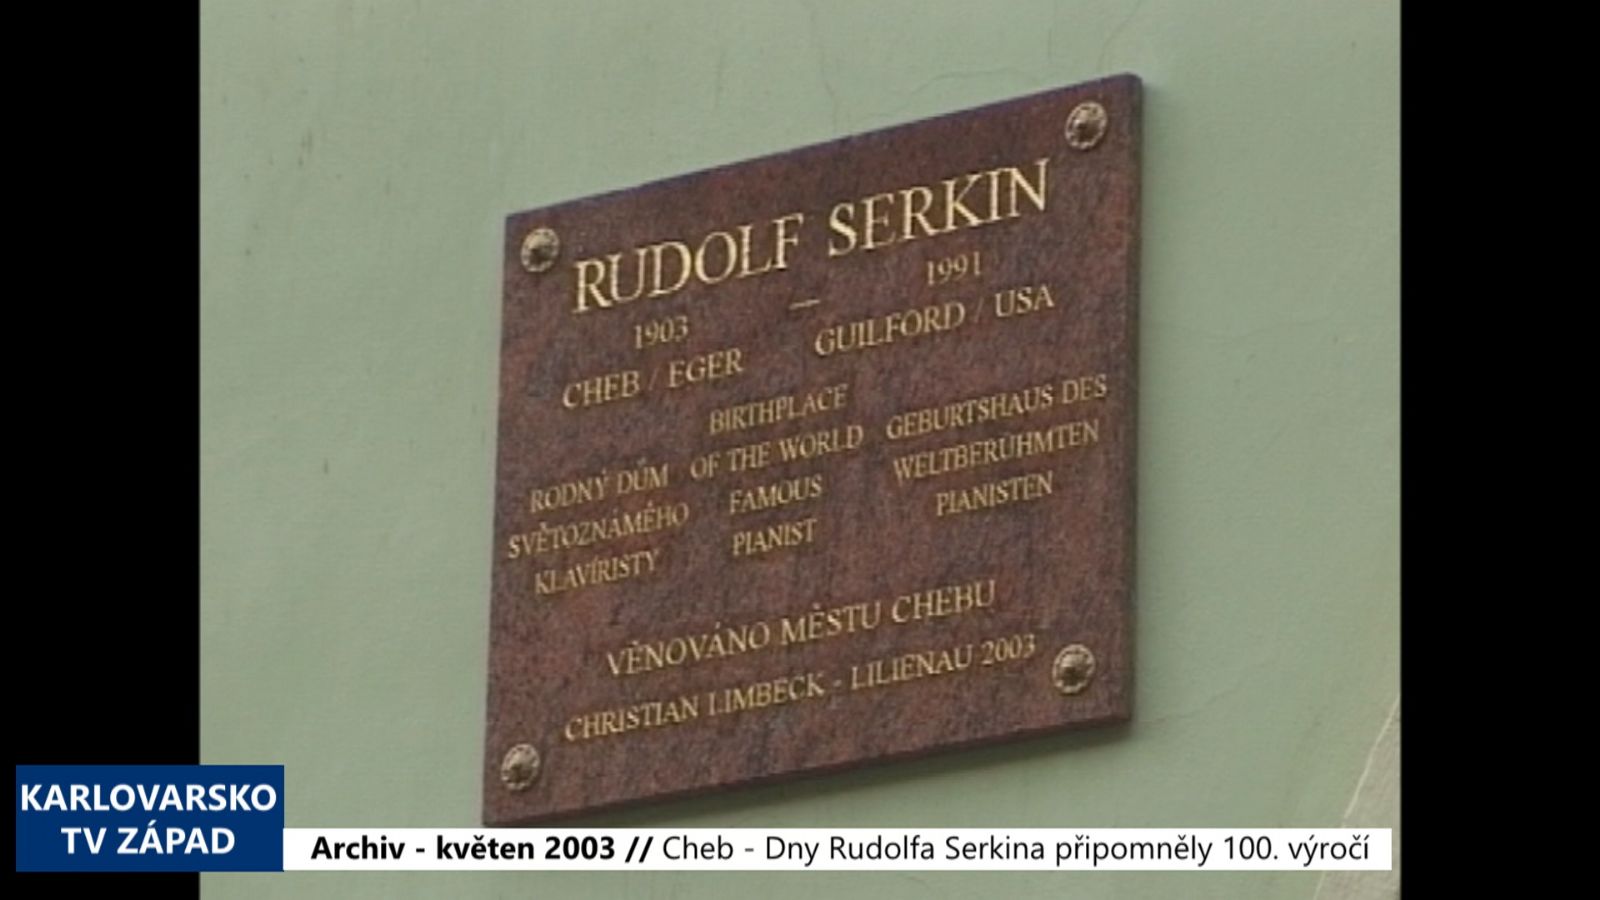 RUDOLF SERKIN
1903 — 1991
CHEB / EGER GUILFORD / USA
RODNÝ DŮM
SVĚTOZNÁMÉHO
KLAVÍRISTY
BIRTHPLACE
OF THE WORLD
FAMOUS
PIANIST
GEBURTSHAUS DES
WELTBERÜHMTEN
PIANISTEN
VĚNOVÁNO MĚSTU CHEBU
CHRISTIAN LIMBECK - LILIENAU 2003
KARLOVARSKO
TV ZÁPAD
Archiv - květen 2003 // Cheb - Dny Rudolfa Serkina připomněly 100. výročí